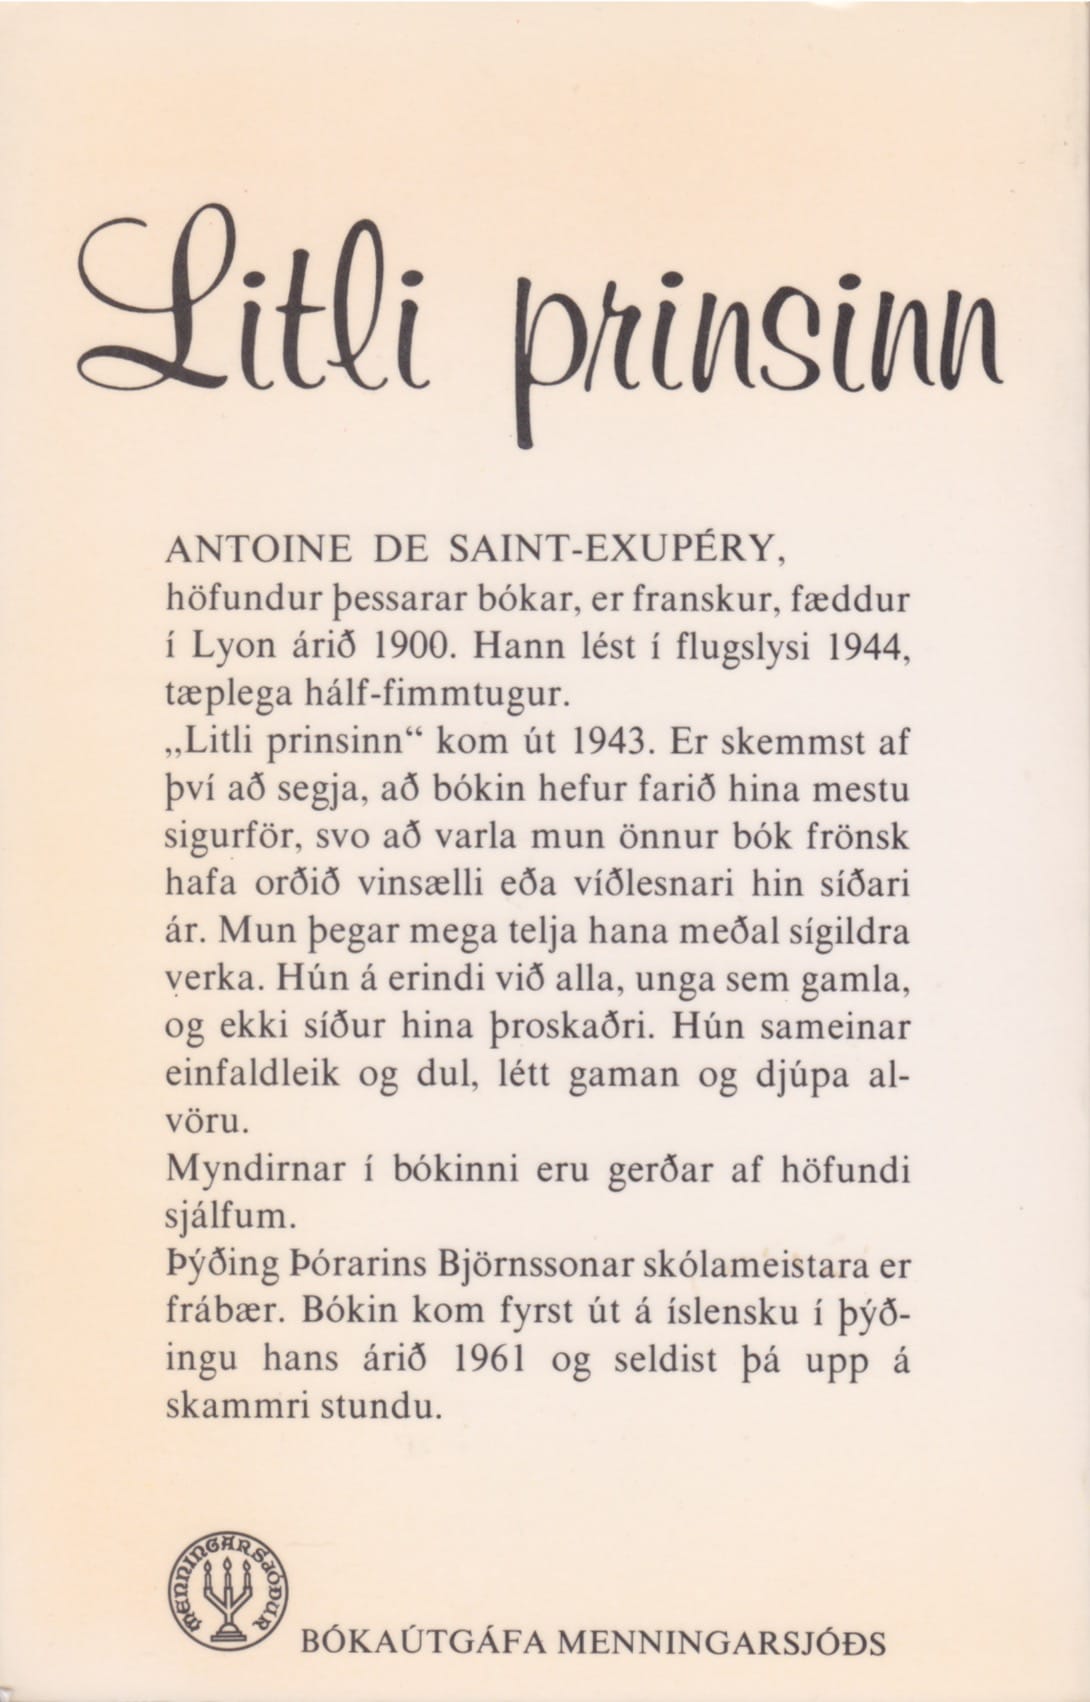 Litli prinsinn
ANTOINE DE SAINT-EXUPÉRY,
höfundur þessarar bókar, er franskur, fæddur
í Lyon árið 1900. Hann lést í flugslysi 1944,
tæplega hálf-fimmtugur.
„Litli prinsinn“ kom út 1943. Er skemmst af
því að segja, að bókin hefur farið hina mestu
sigurför, svo að varla mun önnur bók frönsk
hafa orðið vinsælli eða víðlesnari hin síðari
ár. Mun þegar mega telja hana meðal sígildra
verka. Hún á erindi við alla, unga sem gamla,
og ekki síður hina þroskaðri. Hún sameinar
einfaldleik og dul, létt gaman og djúpa al-
vöru.
Myndirnar í bókinni eru gerðar af höfundi
sjálfum.
Þýðing Þórarins Björnssonar skólameistara er
frábær. Bókin kom fyrst út á íslensku í þýð-
ingu hans árið 1961 og seldist þá upp á
skammri stundu.
MENNINGARSJÓÐUR
BÓKAÚTGÁFA MENNINGARSJÓÐS